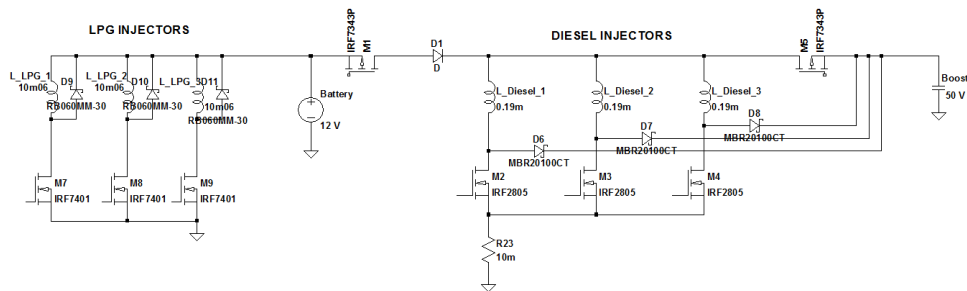 LPG INJECTORS
DIESEL INJECTORS
IRF7343P
M1
D1
D
M5
IRF7343P
L_LPG_1
10m06
D9
RB060MM-30
L_LPG_2
10m06
D10
RB060MM-30
L_LPG_3
10m06
D11
RB060MM-30
Battery
12 V
L_Diesel_1
0.19m
L_Diesel_2
0.19m
L_Diesel_3
0.19m
Boost
50 V
D6
MBR20100CT
D7
MBR20100CT
D8
MBR20100CT
M7
IRF7401
M8
IRF7401
M9
IRF7401
M2
IRF2805
M3
IRF2805
M4
IRF2805
R23
10m